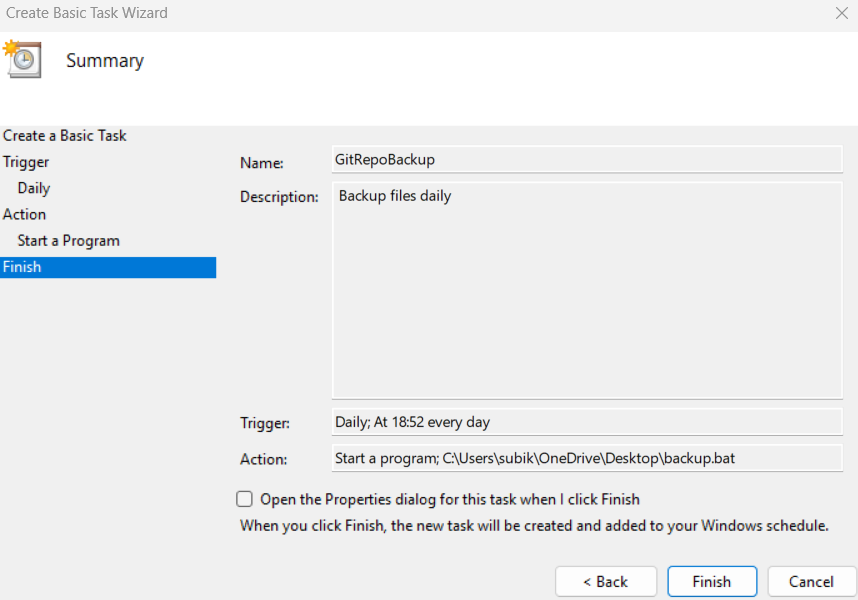 Create Basic Task Wizard
Summary
Create a Basic Task
Trigger
Daily
Action
Start a Program
Finish
Name:
GitRepoBackup
Description:
Backup files daily
Trigger:
Daily; At 18:52 every day
Action:
Start a program; C:\Users\subik\OneDrive\Desktop\backup.bat
Open the Properties dialog for this task when I click Finish
When you click Finish, the new task will be created and added to your Windows schedule.
< Back
Finish
Cancel